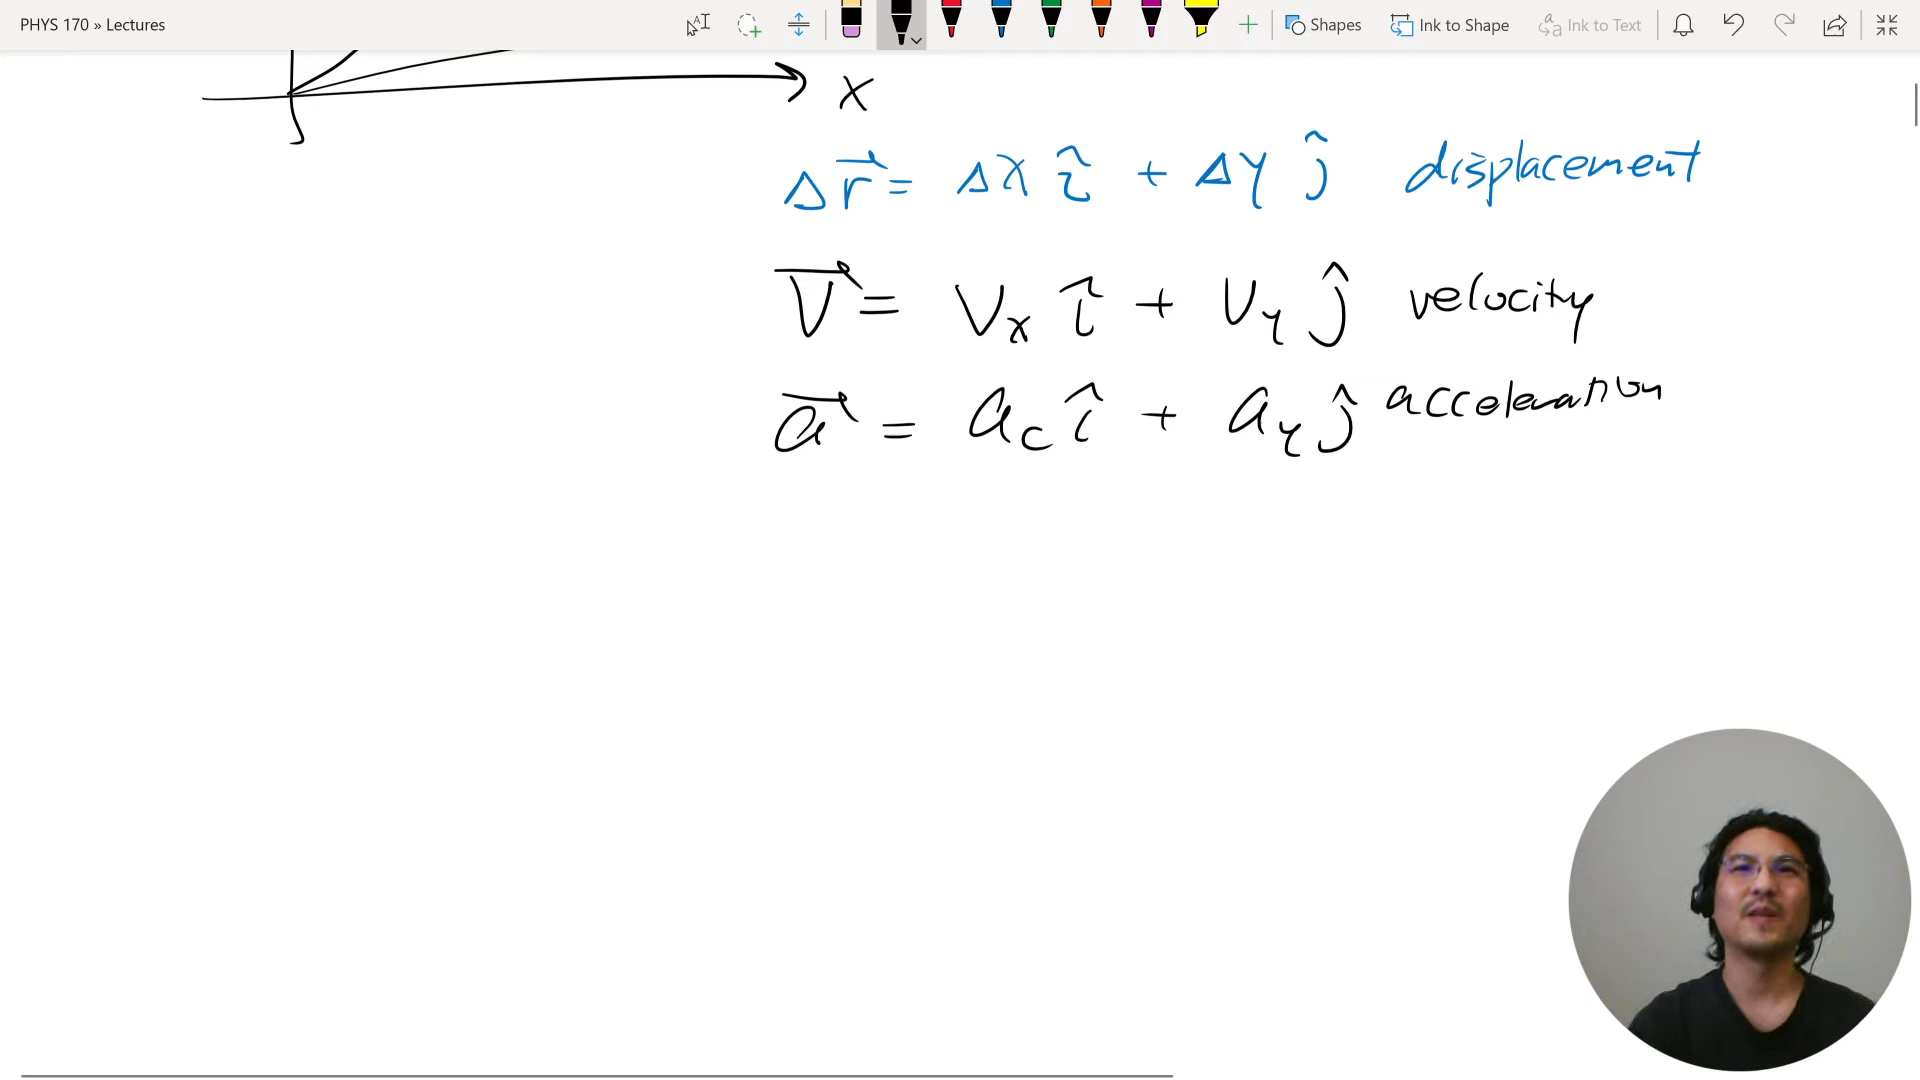 PHYS 170 » Lectures
Shapes
Ink to Shape
Ink to Text
X
Δr⃗ = Δx î + Δy ĵ displacement
V⃗ = Vx î + Vy ĵ velocity
a⃗ = ac î + ay ĵ acceleration